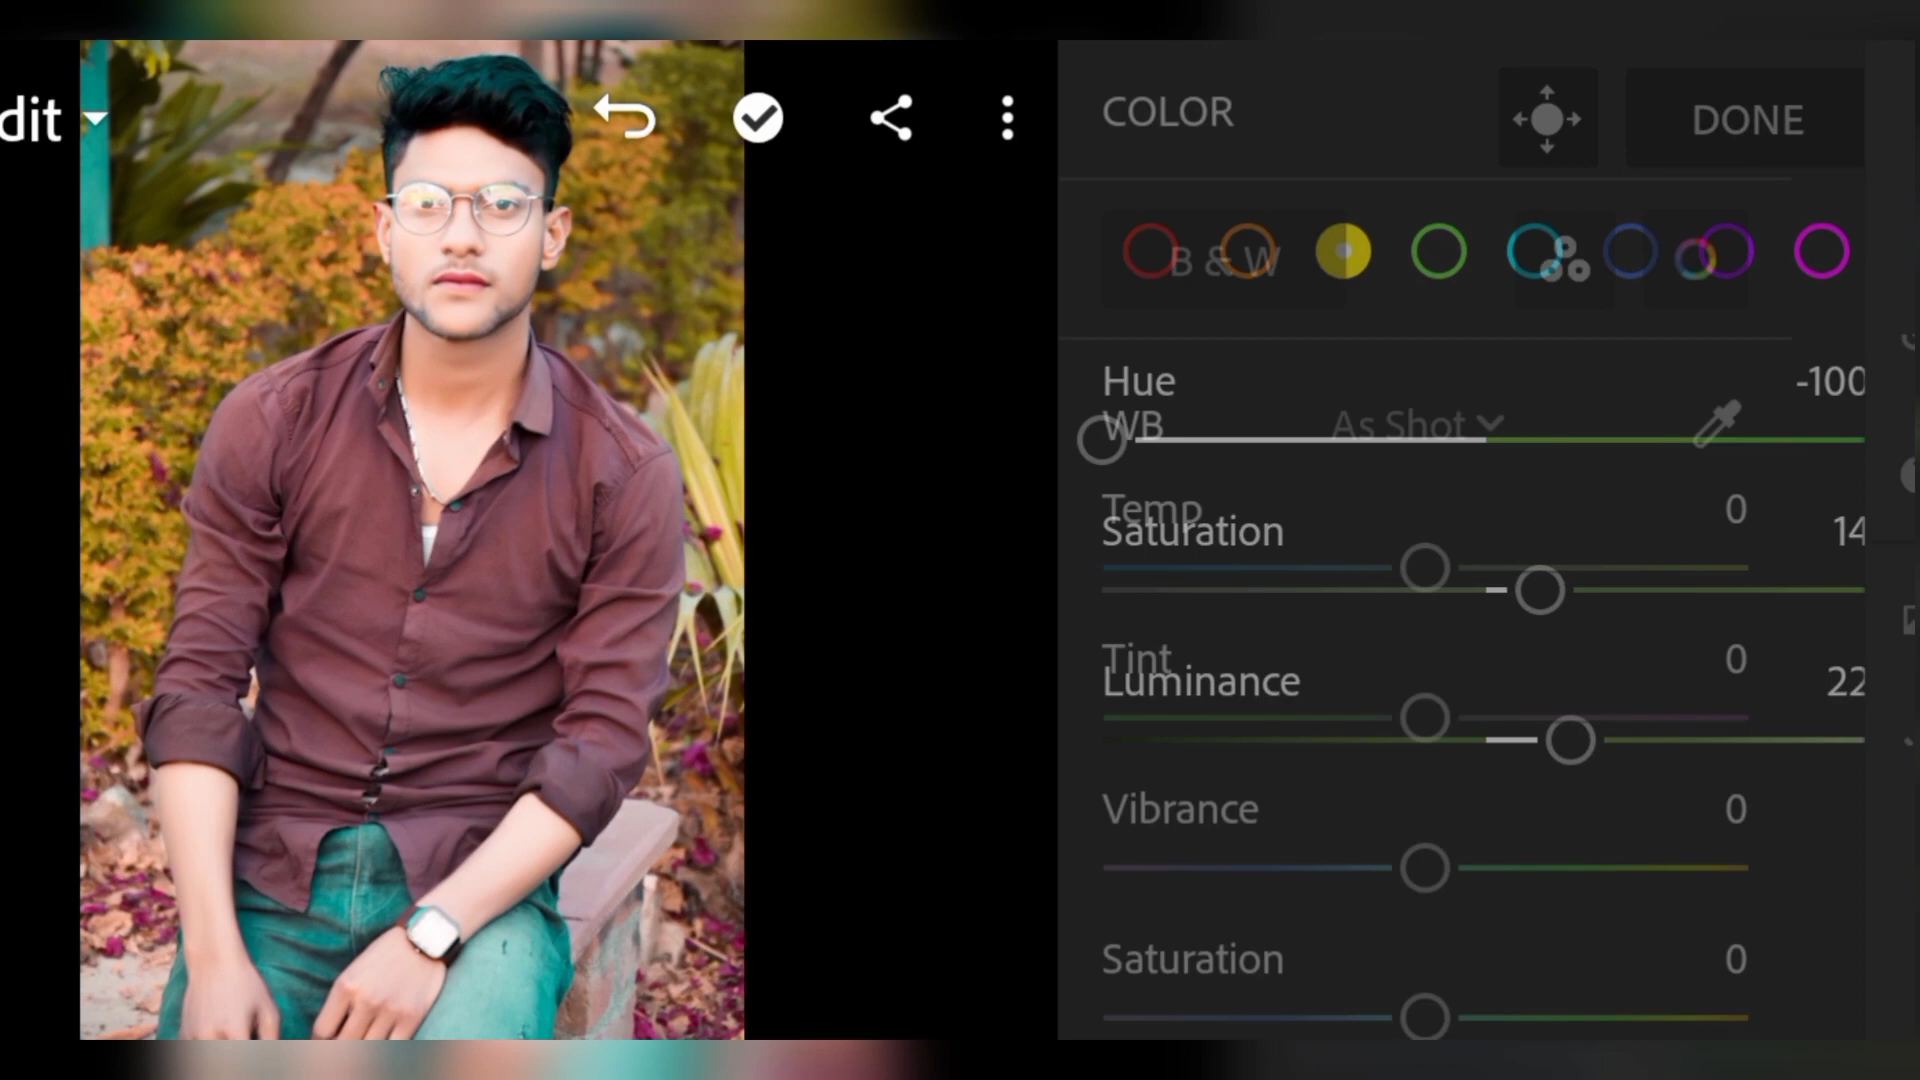 dit
COLOR
DONE
B & W
Hue -100
WB As Shot
Temp 0
Saturation 14
Tint 0
Luminance 22
Vibrance 0
Saturation 0